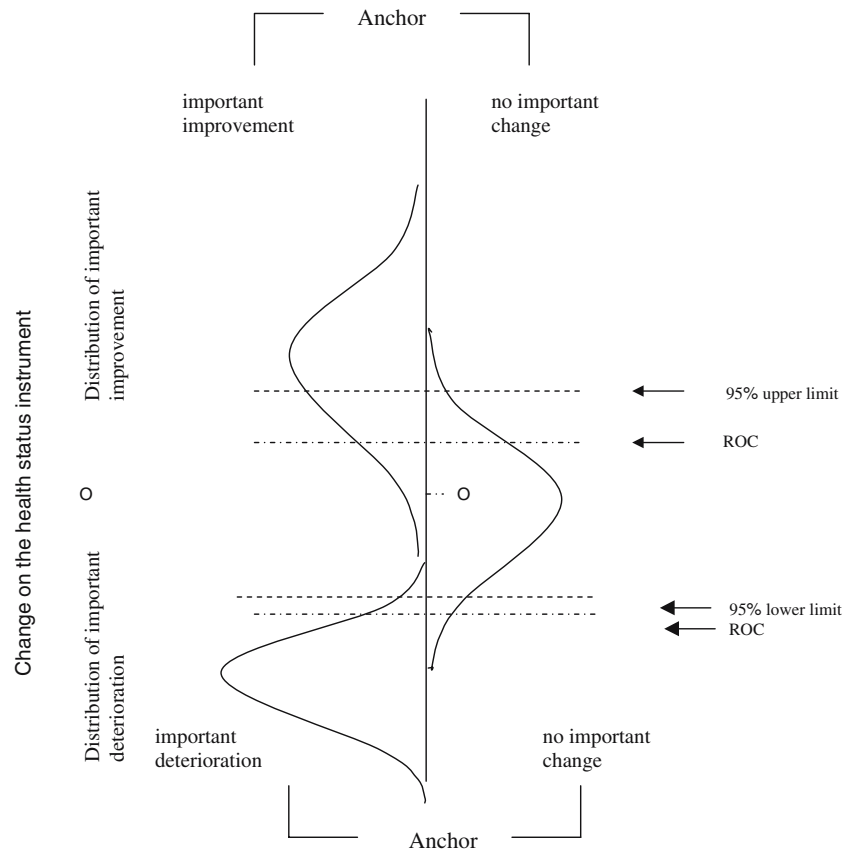 Anchor
important
improvement
no important
change
Distribution of important
improvement
95% upper limit
ROC
Change on the health status instrument
O
O
95% lower limit
ROC
Distribution of important
deterioration
important
deterioration
no important
change
Anchor